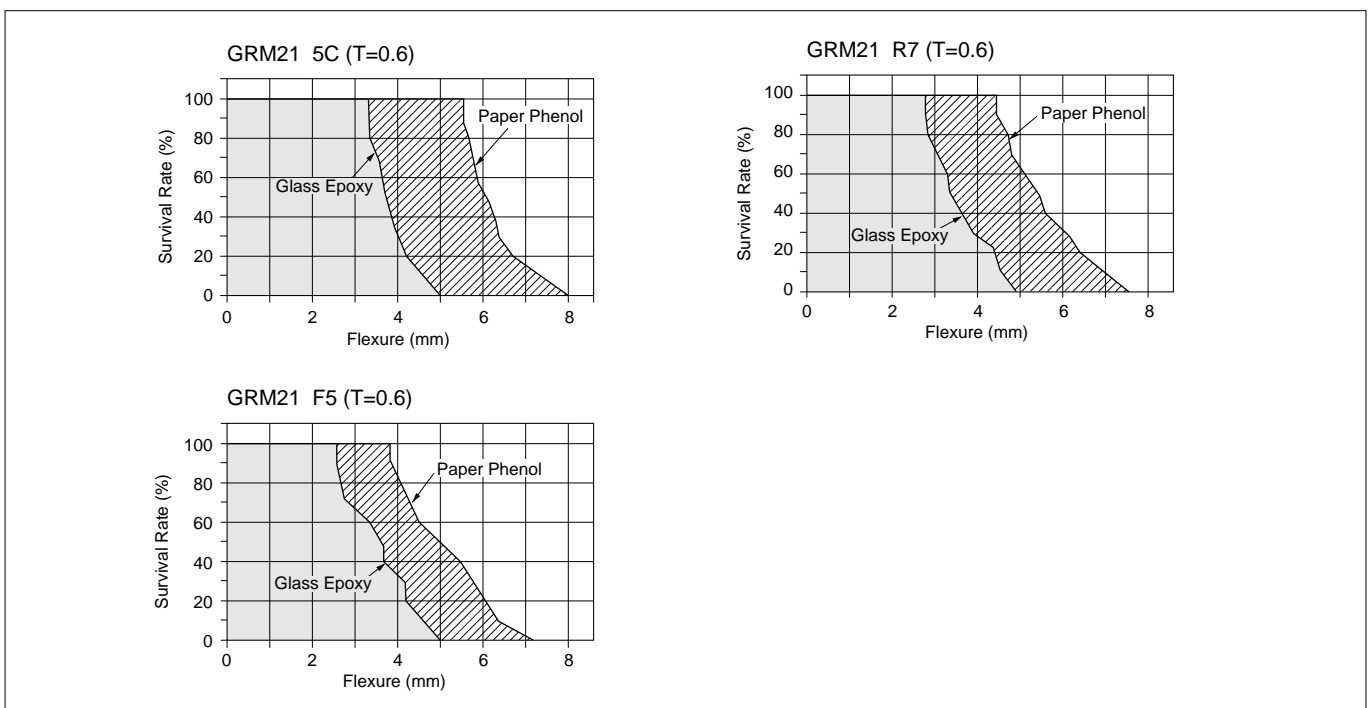 GRM21 5C (T=0.6)
Survival Rate (%)
100
80
60
40
20
0
Paper Phenol
Glass Epoxy
0 2 4 6 8
Flexure (mm)
GRM21 R7 (T=0.6)
Survival Rate (%)
100
80
60
40
20
0
Paper Phenol
Glass Epoxy
0 2 4 6 8
Flexure (mm)
GRM21 F5 (T=0.6)
Survival Rate (%)
100
80
60
40
20
0
Paper Phenol
Glass Epoxy
0 2 4 6 8
Flexure (mm)